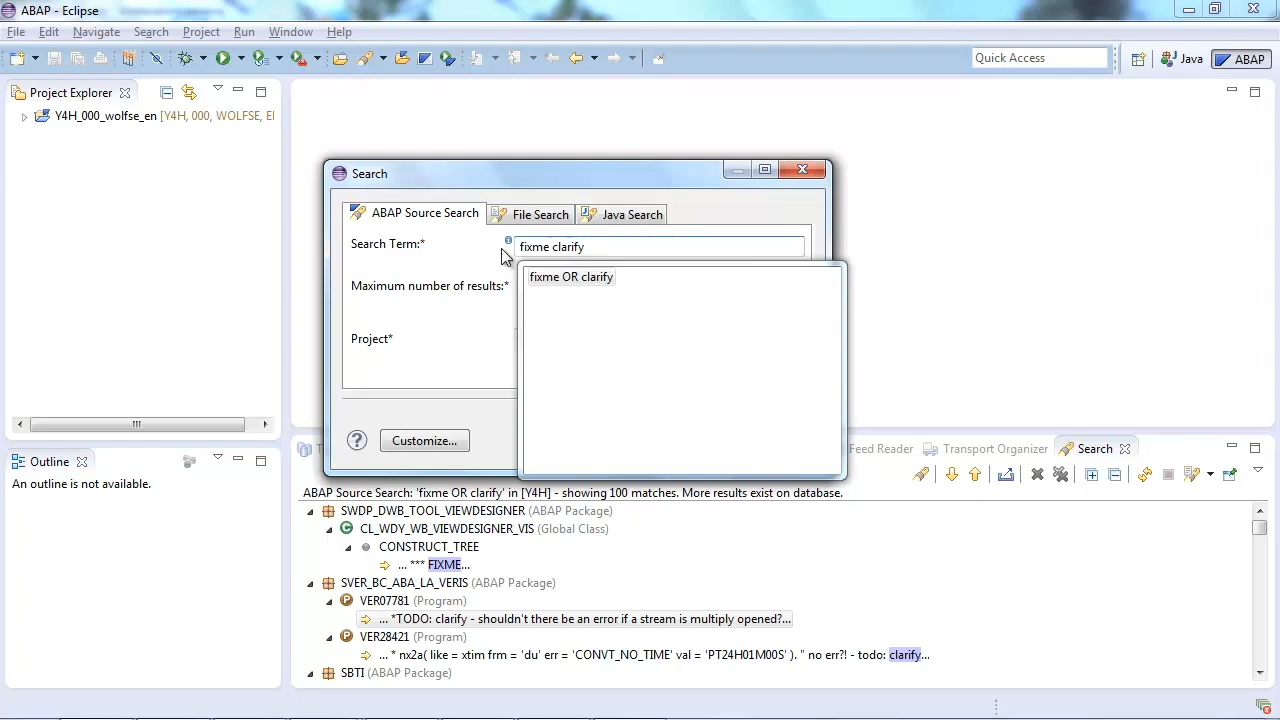 ABAP - Eclipse
File Edit Navigate Search Project Run Window Help
Quick Access
Java
ABAP
Project Explorer
Y4H_000_wolfse_en [Y4H, 000, WOLFSE, E
Search
ABAP Source Search
File Search
Java Search
Search Term:*
fixme clarify
fixme OR clarify
Maximum number of results:*
Project*
Customize...
Outline
An outline is not available.
Feed Reader
Transport Organizer
Search
ABAP Source Search: 'fixme OR clarify' in [Y4H] - showing 100 matches. More results exist on database.
SWDP_DWB_TOOL_VIEWDESIGNER (ABAP Package)
CL_WDY_WB_VIEWDESIGNER_VIS (Global Class)
CONSTRUCT_TREE
... *** FIXME...
SVER_BC_ABA_LA_VERIS (ABAP Package)
VER07781 (Program)
... *TODO: clarify - shouldn't there be an error if a stream is multiply opened?...
VER28421 (Program)
... * nx2a( like = xtim frm = 'du' err = 'CONVT_NO_TIME' val = 'PT24H01M00S' ). " no err?! - todo: clarify...
SBTI (ABAP Package)